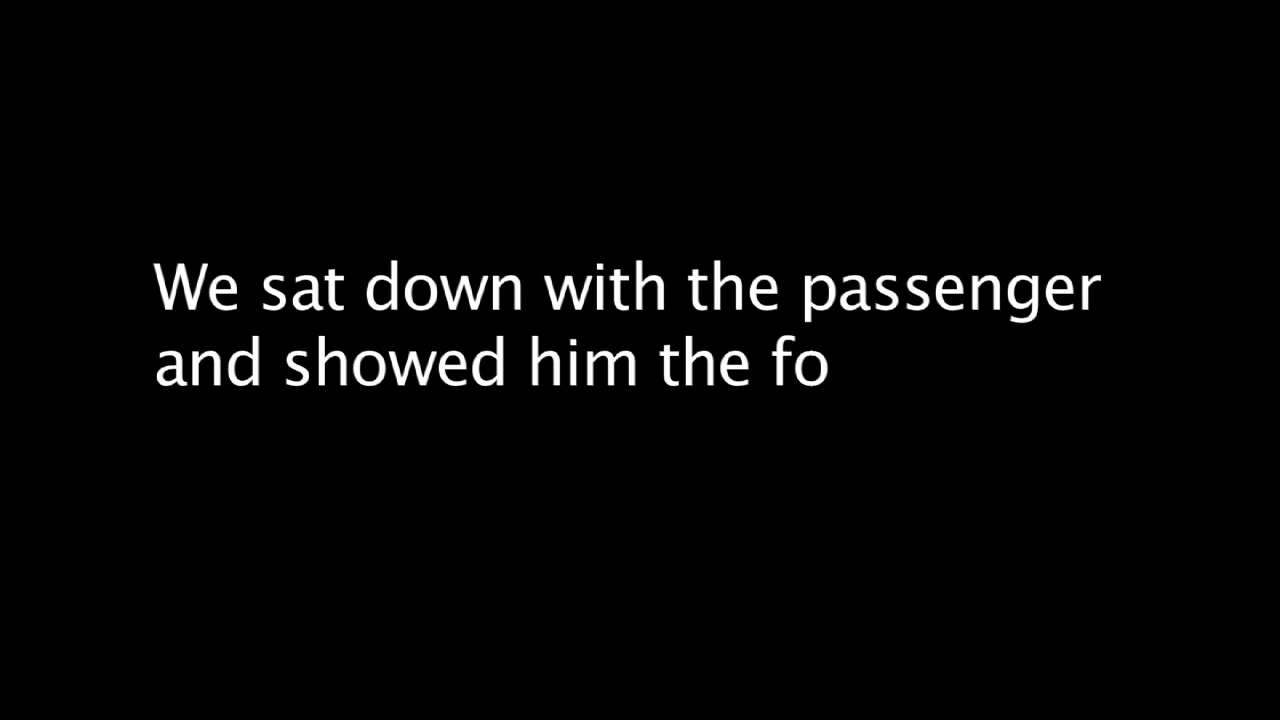 We sat down with the passenger
and showed him the fo